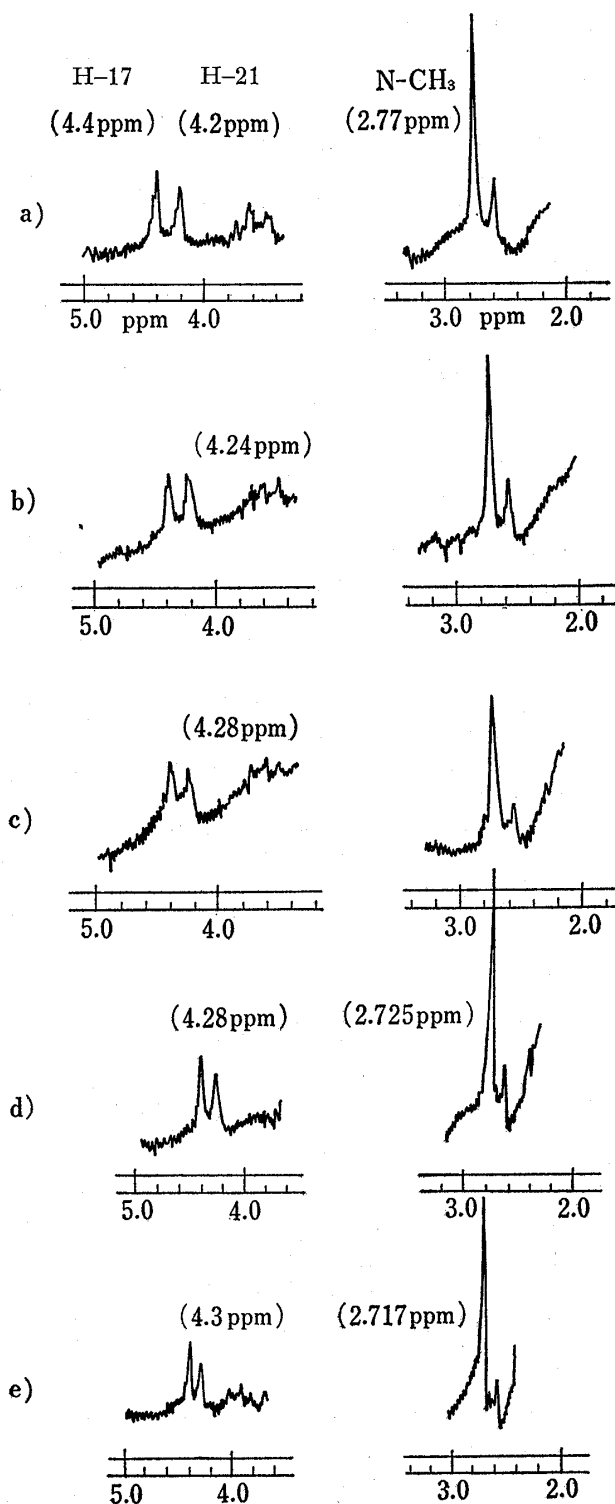 H–17 H–21 N-CH₃
(4.4ppm) (4.2ppm) (2.77ppm)
a)
5.0 ppm 4.0 3.0 ppm 2.0
(4.24ppm)
b)
5.0 4.0 3.0 2.0
(4.28ppm)
c)
5.0 4.0 3.0 2.0
(4.28ppm) (2.725ppm)
d)
5.0 4.0 3.0 2.0
(4.3ppm) (2.717ppm)
e)
5.0 4.0 3.0 2.0